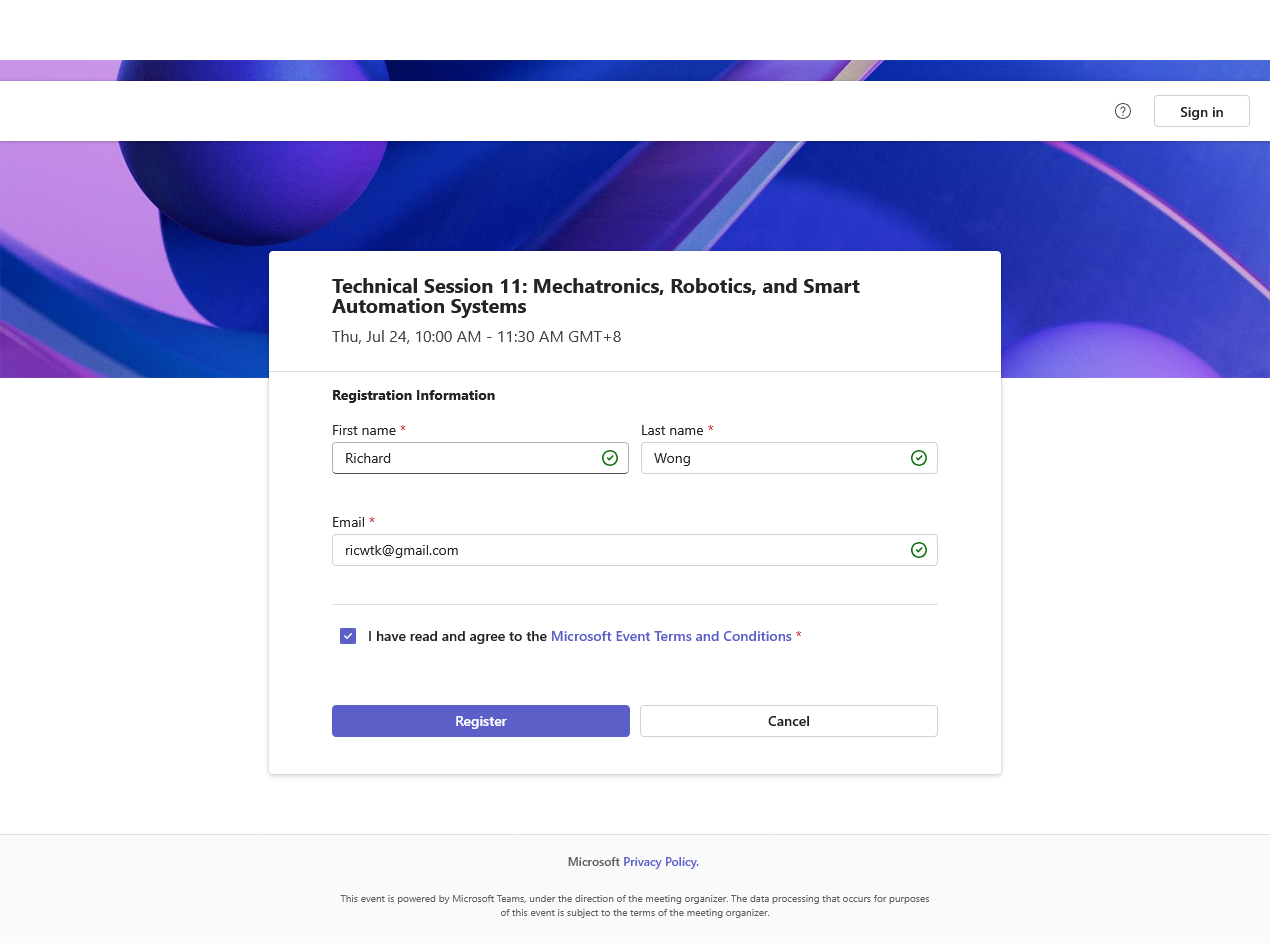 Sign in
Technical Session 11: Mechatronics, Robotics, and Smart
Automation Systems
Thu, Jul 24, 10:00 AM - 11:30 AM GMT+8
Registration Information
First name *
Last name *
Richard
Wong
Email *
ricwtk@gmail.com
I have read and agree to the Microsoft Event Terms and Conditions *
Register
Cancel
Microsoft Privacy Policy.
This event is powered by Microsoft Teams, under the direction of the meeting organizer. The data processing that occurs for purposes
of this event is subject to the terms of the meeting organizer.